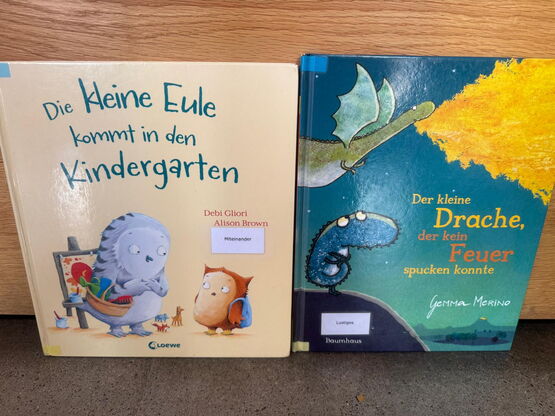 Die kleine Eule
kommt in den
Kindergarten
Debi Gliori
Alison Brown
Miteinander
LOEWE
Der kleine
Drache,
der kein
Feuer
spucken konnte
Gemma Merino
Lustiges
Baumhaus